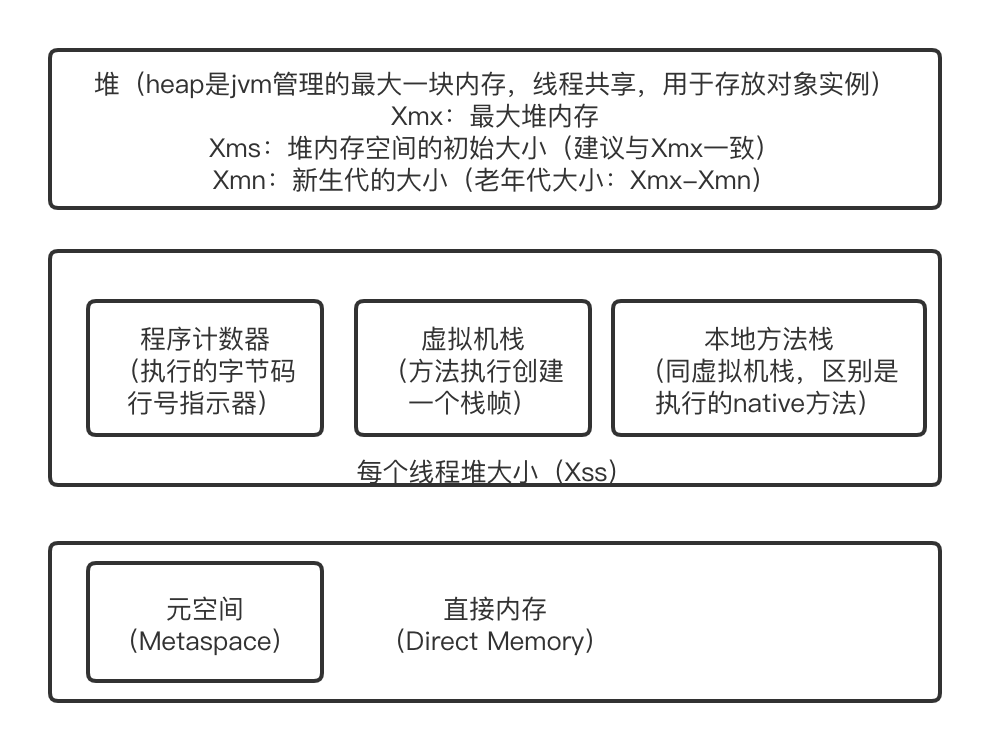 堆（heap是jvm管理的最大一块内存，线程共享，用于存放对象实例）
Xmx：最大堆内存
Xms：堆内存空间的初始大小（建议与Xmx一致）
Xmn：新生代的大小（老年代大小：Xmx-Xmn）
程序计数器
（执行的字节码
行号指示器）
虚拟机栈
（方法执行创建
一个栈帧）
本地方法栈
（同虚拟机栈，区别是
执行的native方法）
每个线程堆大小（Xss）
元空间
（Metaspace）
直接内存
（Direct Memory）